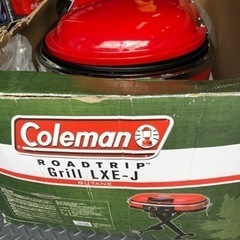 Coleman
ROADTRIP
Grill LXE-J
BUTANE